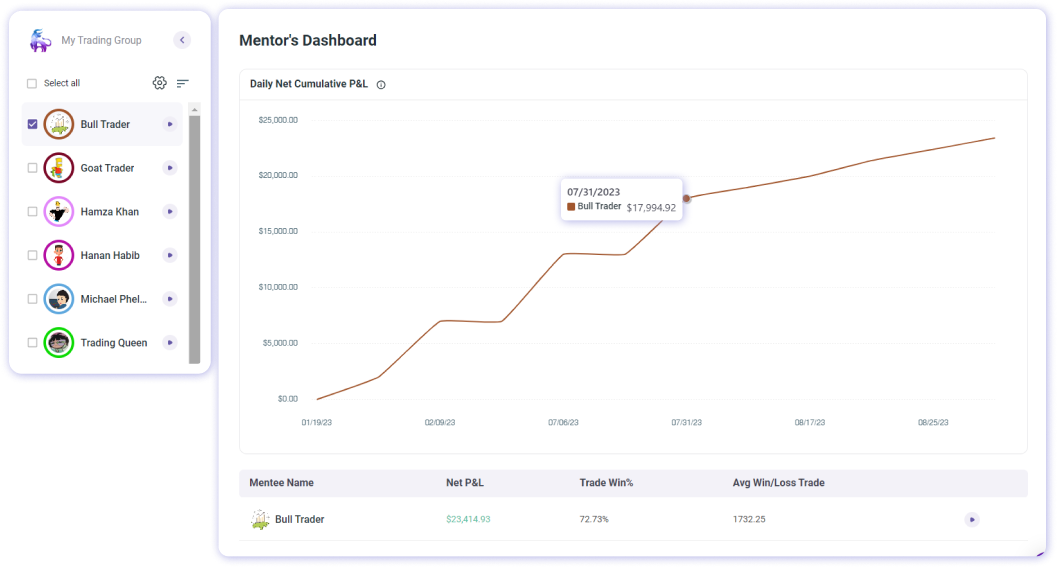 My Trading Group
Select all
Bull Trader
Goat Trader
Hamza Khan
Hanan Habib
Michael Phel...
Trading Queen
Mentor's Dashboard
Daily Net Cumulative P&L
$25,000.00
$20,000.00
$15,000.00
$10,000.00
$5,000.00
$0.00
07/31/2023
Bull Trader $17,994.92
01/19/23 02/09/23 07/06/23 07/31/23 08/17/23 08/25/23
Mentee Name Net P&L Trade Win% Avg Win/Loss Trade
Bull Trader $23,414.93 72.73% 1732.25